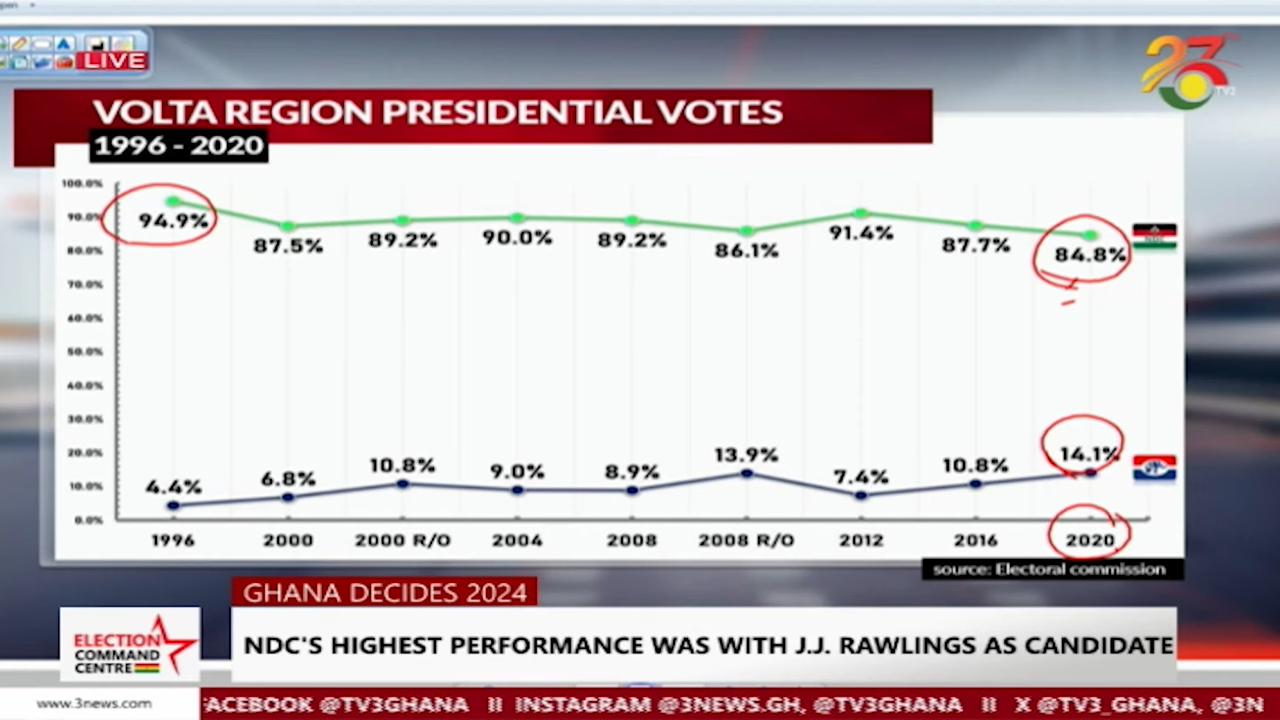 LIVE
23
TV3
VOLTA REGION PRESIDENTIAL VOTES
1996 - 2020
100.0%
90.0%
80.0%
70.0%
60.0%
50.0%
40.0%
30.0%
20.0%
10.0%
0.0%
94.9%
87.5%
89.2%
90.0%
89.2%
86.1%
91.4%
87.7%
84.8%
4.4%
6.8%
10.8%
9.0%
8.9%
13.9%
7.4%
10.8%
14.1%
1996
2000
2000 R/O
2004
2008
2008 R/O
2012
2016
2020
source: Electoral commission
GHANA DECIDES 2024
ELECTION
COMMAND
CENTRE
NDC'S HIGHEST PERFORMANCE WAS WITH J.J. RAWLINGS AS CANDIDATE
www.3news.com
ACEBOOK @TV3GHANA II INSTAGRAM @3NEWS.GH, @TV3GHANA II X @TV3_GHANA, @3N